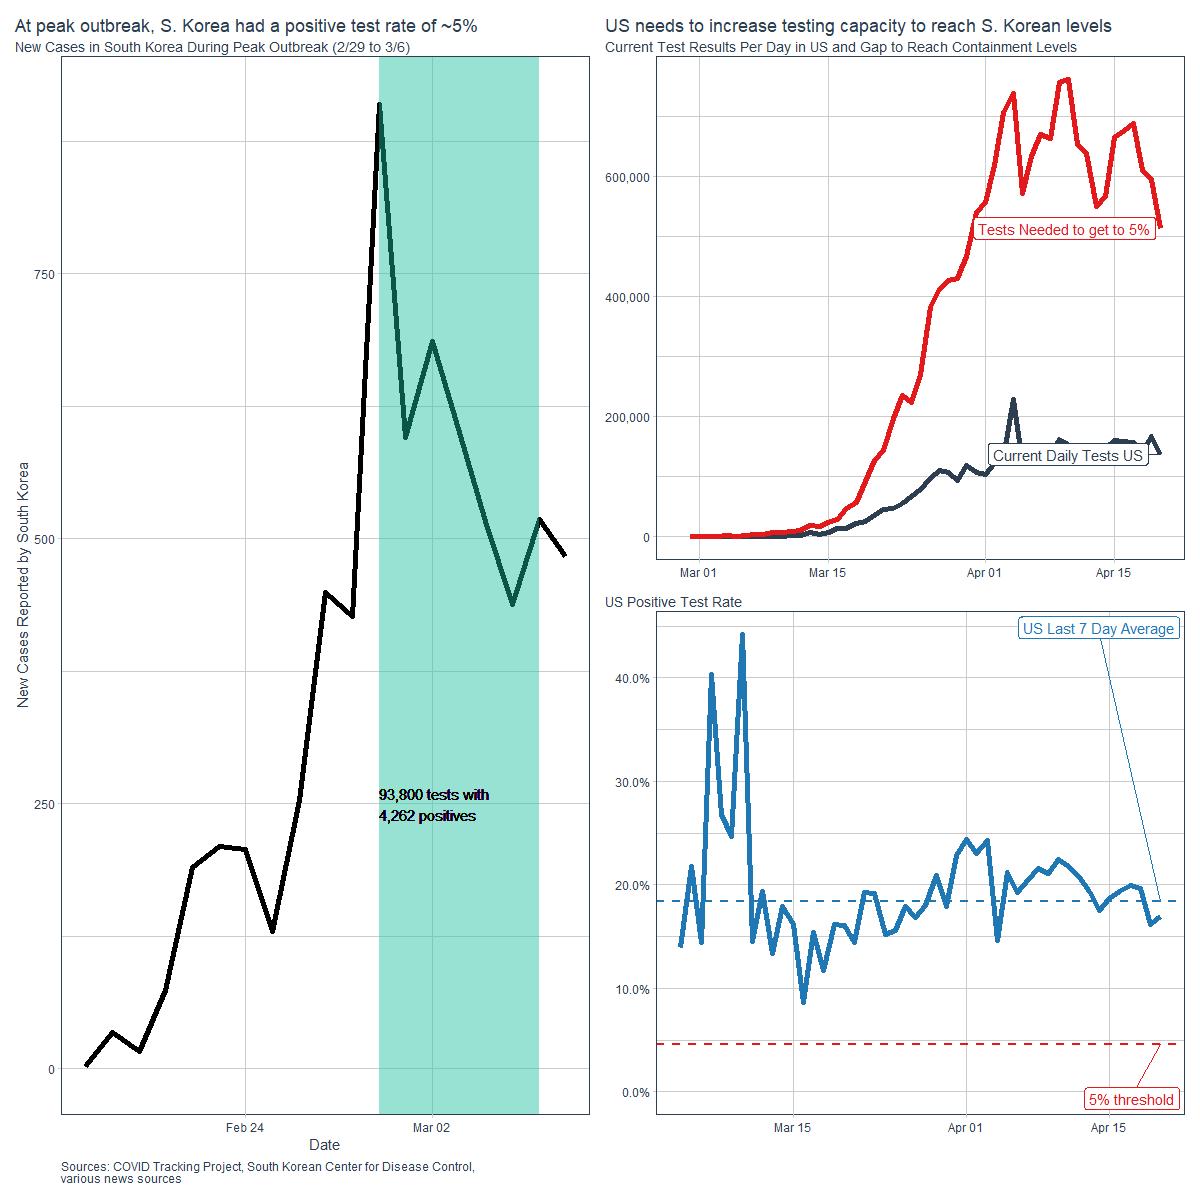 At peak outbreak, S. Korea had a positive test rate of ~5%
New Cases in South Korea During Peak Outbreak (2/29 to 3/6)
New Cases Reported by South Korea
750
500
250
0
93,800 tests with
4,262 positives
Feb 24
Mar 02
Date
Sources: COVID Tracking Project, South Korean Center for Disease Control,
various news sources
US needs to increase testing capacity to reach S. Korean levels
Current Test Results Per Day in US and Gap to Reach Containment Levels
600,000
400,000
200,000
0
Tests Needed to get to 5%
Current Daily Tests US
Mar 01
Mar 15
Apr 01
Apr 15
US Positive Test Rate
US Last 7 Day Average
40.0%
30.0%
20.0%
10.0%
0.0%
5% threshold
Mar 15
Apr 01
Apr 15